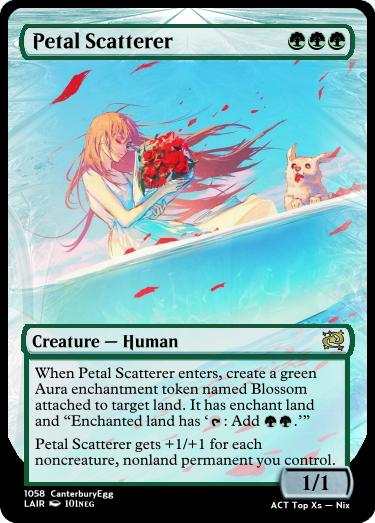 Petal Scatterer
Creature — Human
When Petal Scatterer enters, create a green
Aura enchantment token named Blossom
attached to target land. It has enchant land
and “Enchanted land has ‘: Add .’”
Petal Scatterer gets +1/+1 for each
noncreature, nonland permanent you control.
1/1
1058 CanterburyEgg
LAIR 101NEG
ACT Top Xs — Nix